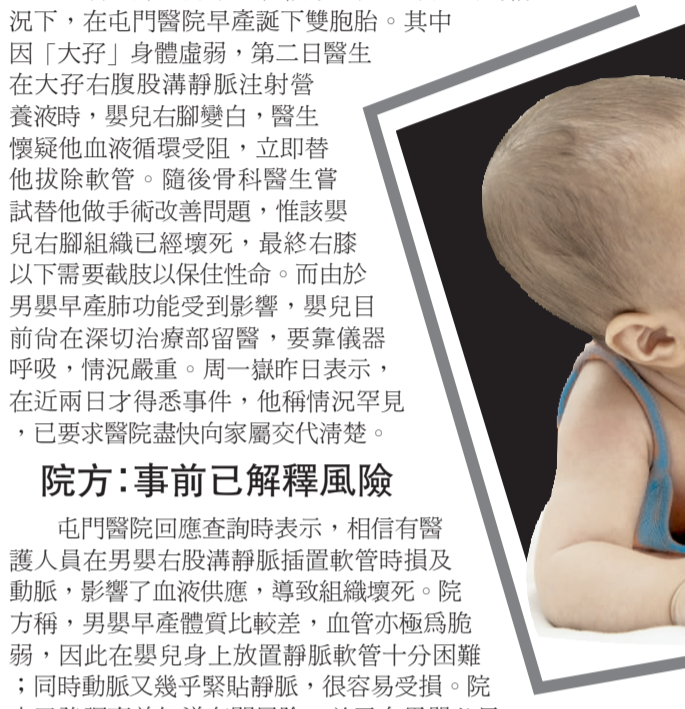 況下，在屯門醫院早產誕下雙胞胎。其中
因「大孖」身體虛弱，第二日醫生
在大孖右腹股溝靜脈注射營
養液時，嬰兒右腳變白，醫生
懷疑他血液循環受阻，立即替
他拔除軟管。隨後骨科醫生嘗
試替他做手術改善問題，惟該嬰
兒右腳組織已經壞死，最終右膝
以下需要截肢以保住性命。而由於
男嬰早產肺功能受到影響，嬰兒目
前尚在深切治療部留醫，要靠儀器
呼吸，情況嚴重。周一嶽昨日表示，
在近兩日才得悉事件，他稱情況罕見
，已要求醫院盡快向家屬交代清楚。
院方：事前已解釋風險
屯門醫院回應查詢時表示，相信有醫
護人員在男嬰右股溝靜脈插置軟管時損及
動脈，影響了血液供應，導致組織壞死。院
方稱，男嬰早產體質比較差，血管亦極為脆
弱，因此在嬰兒身上放置靜脈軟管十分困難
；同時動脈又幾乎緊貼靜脈，很容易受損。院